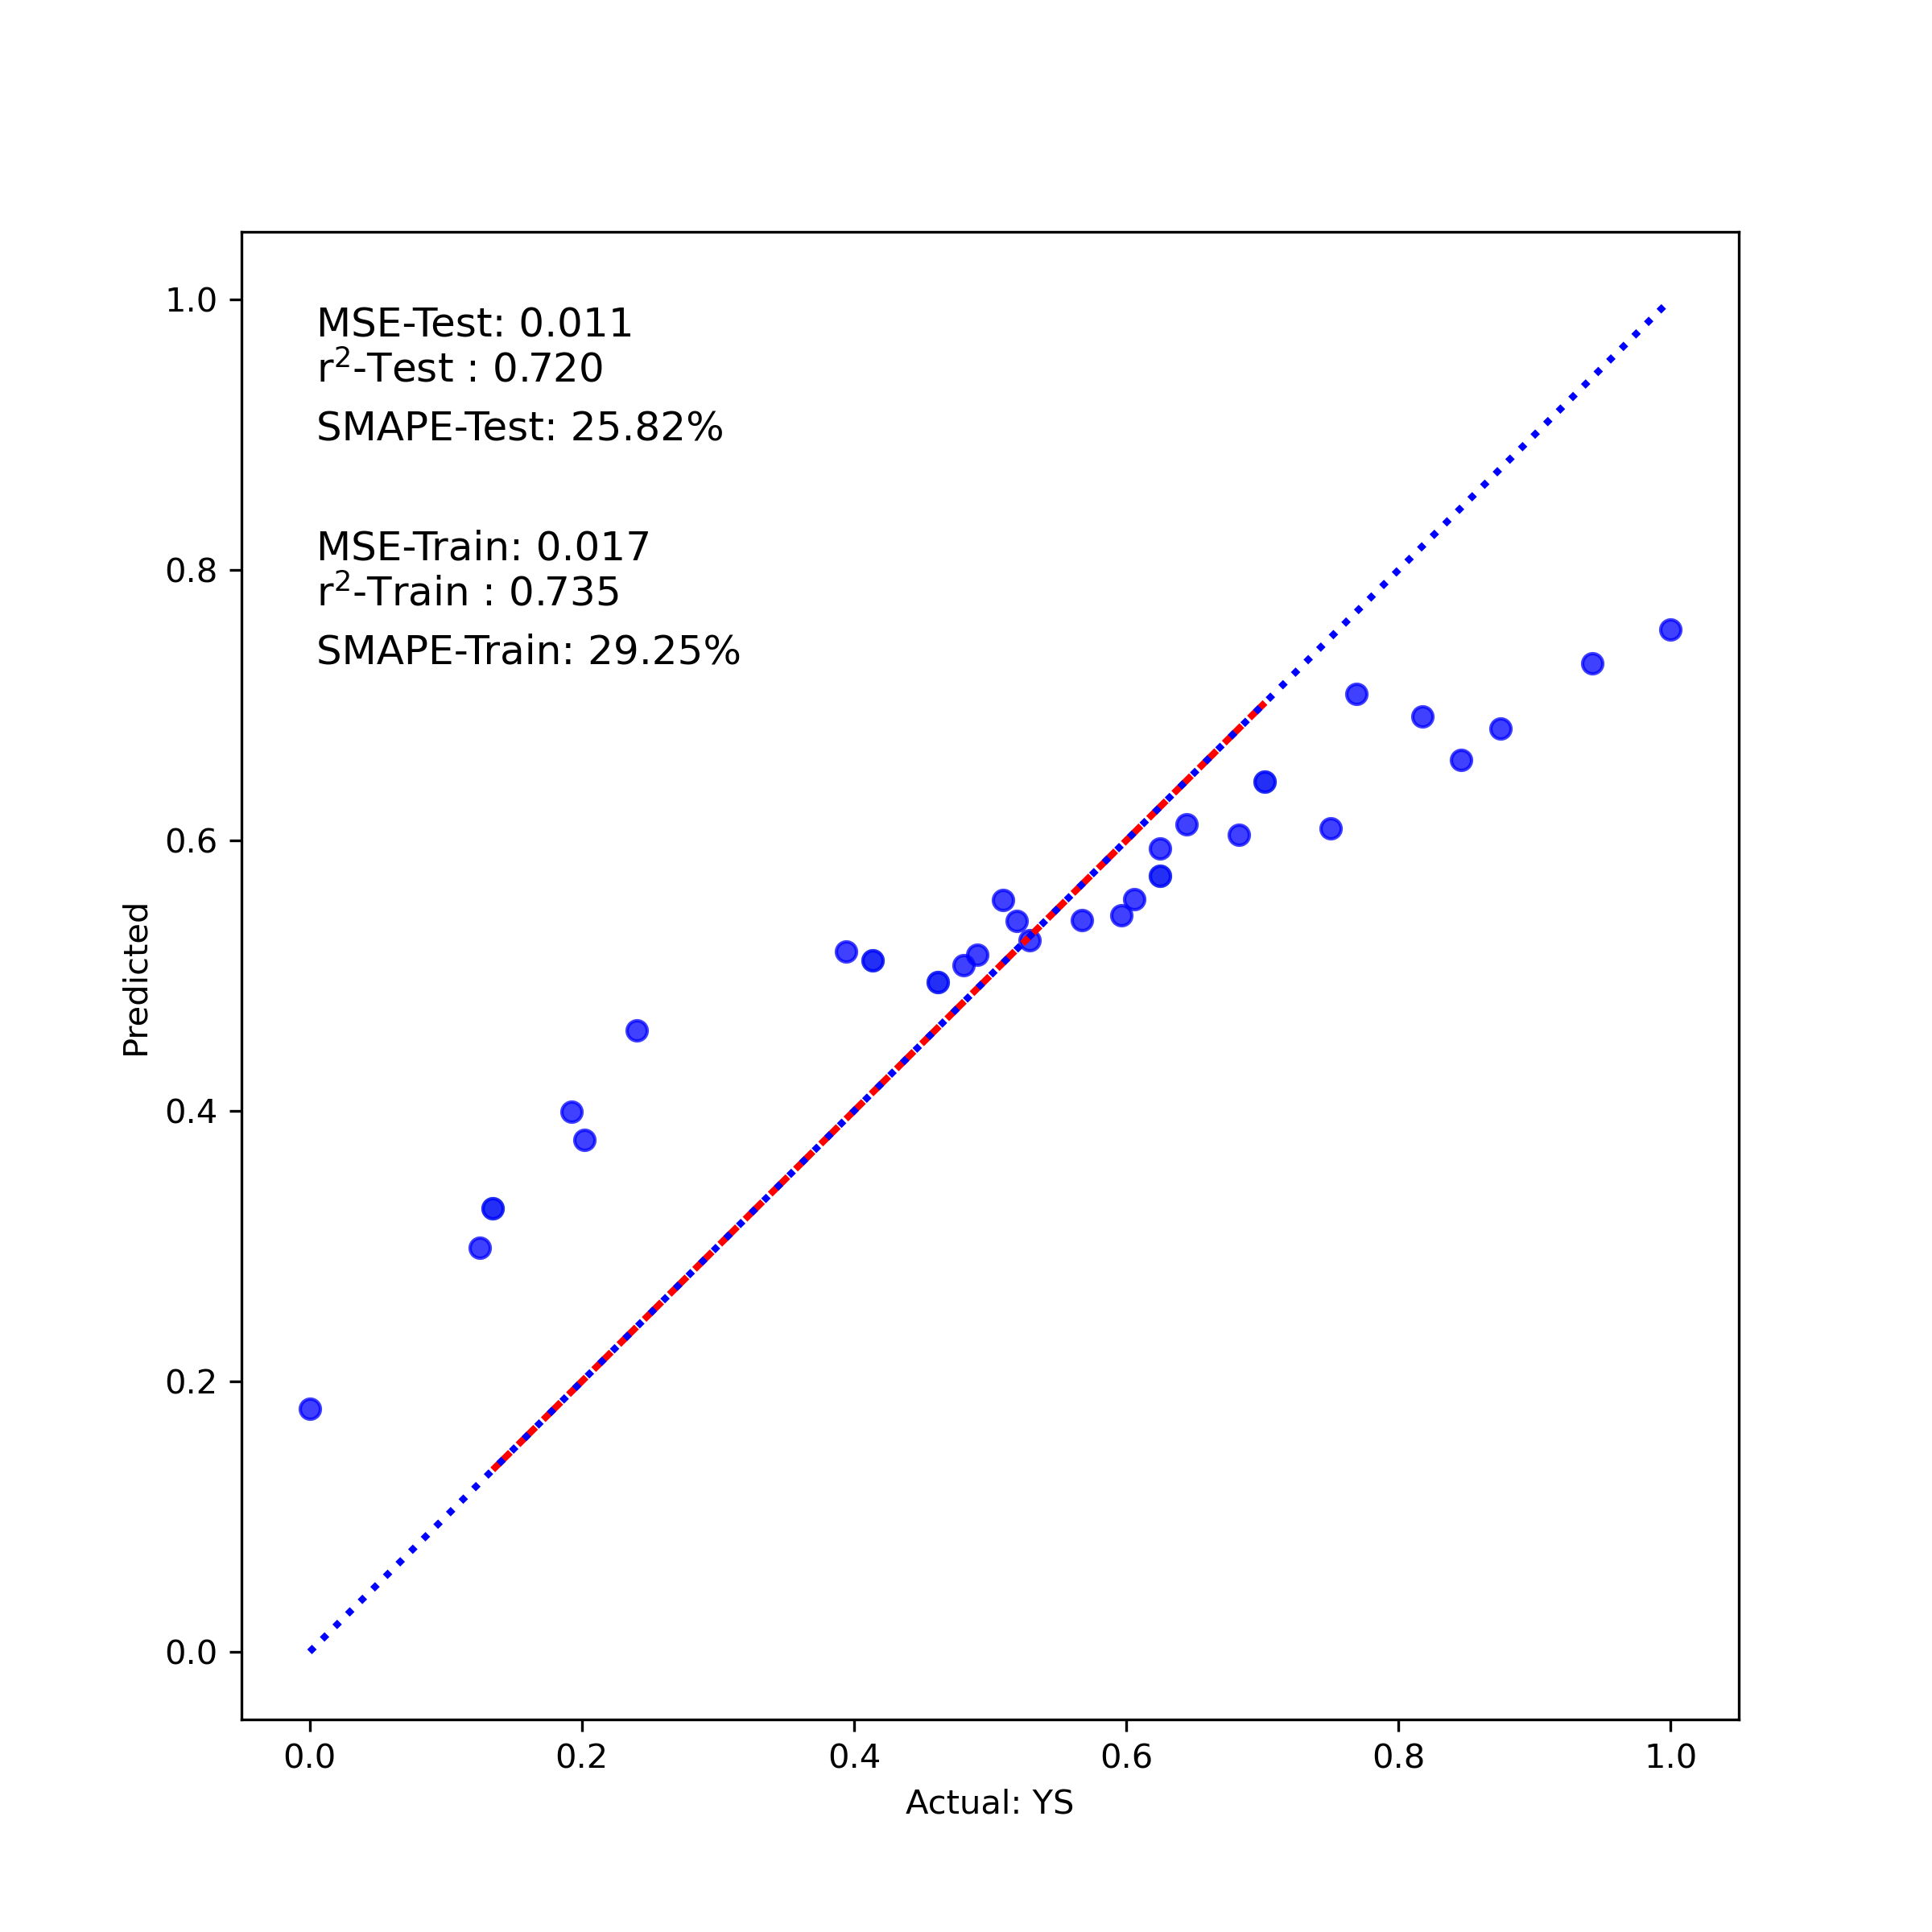 MSE-Test: 0.011
r²-Test : 0.720
SMAPE-Test: 25.82%
MSE-Train: 0.017
r²-Train : 0.735
SMAPE-Train: 29.25%
1.0
0.8
0.6
0.4
0.2
0.0
Predicted
0.0 0.2 0.4 0.6 0.8 1.0
Actual: YS